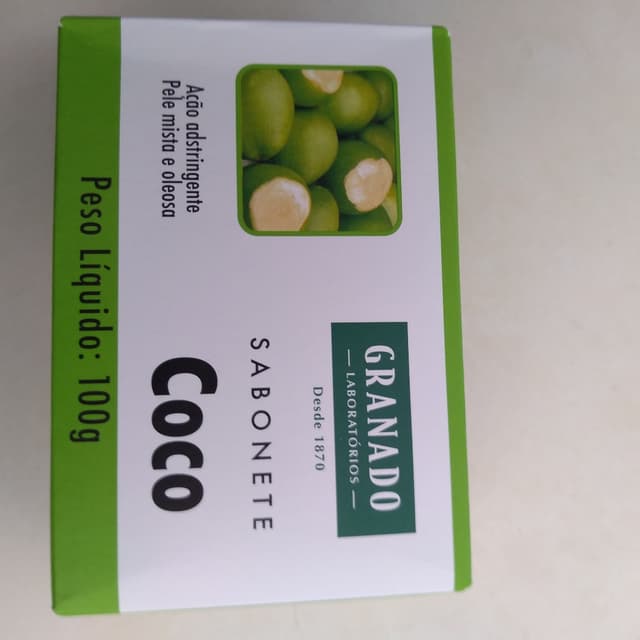 GRANADO
LABORATÓRIOS
Desde 1870
SABONETE
Coco
Ação adstringente
Pele mista e oleosa
Peso Líquido: 100g